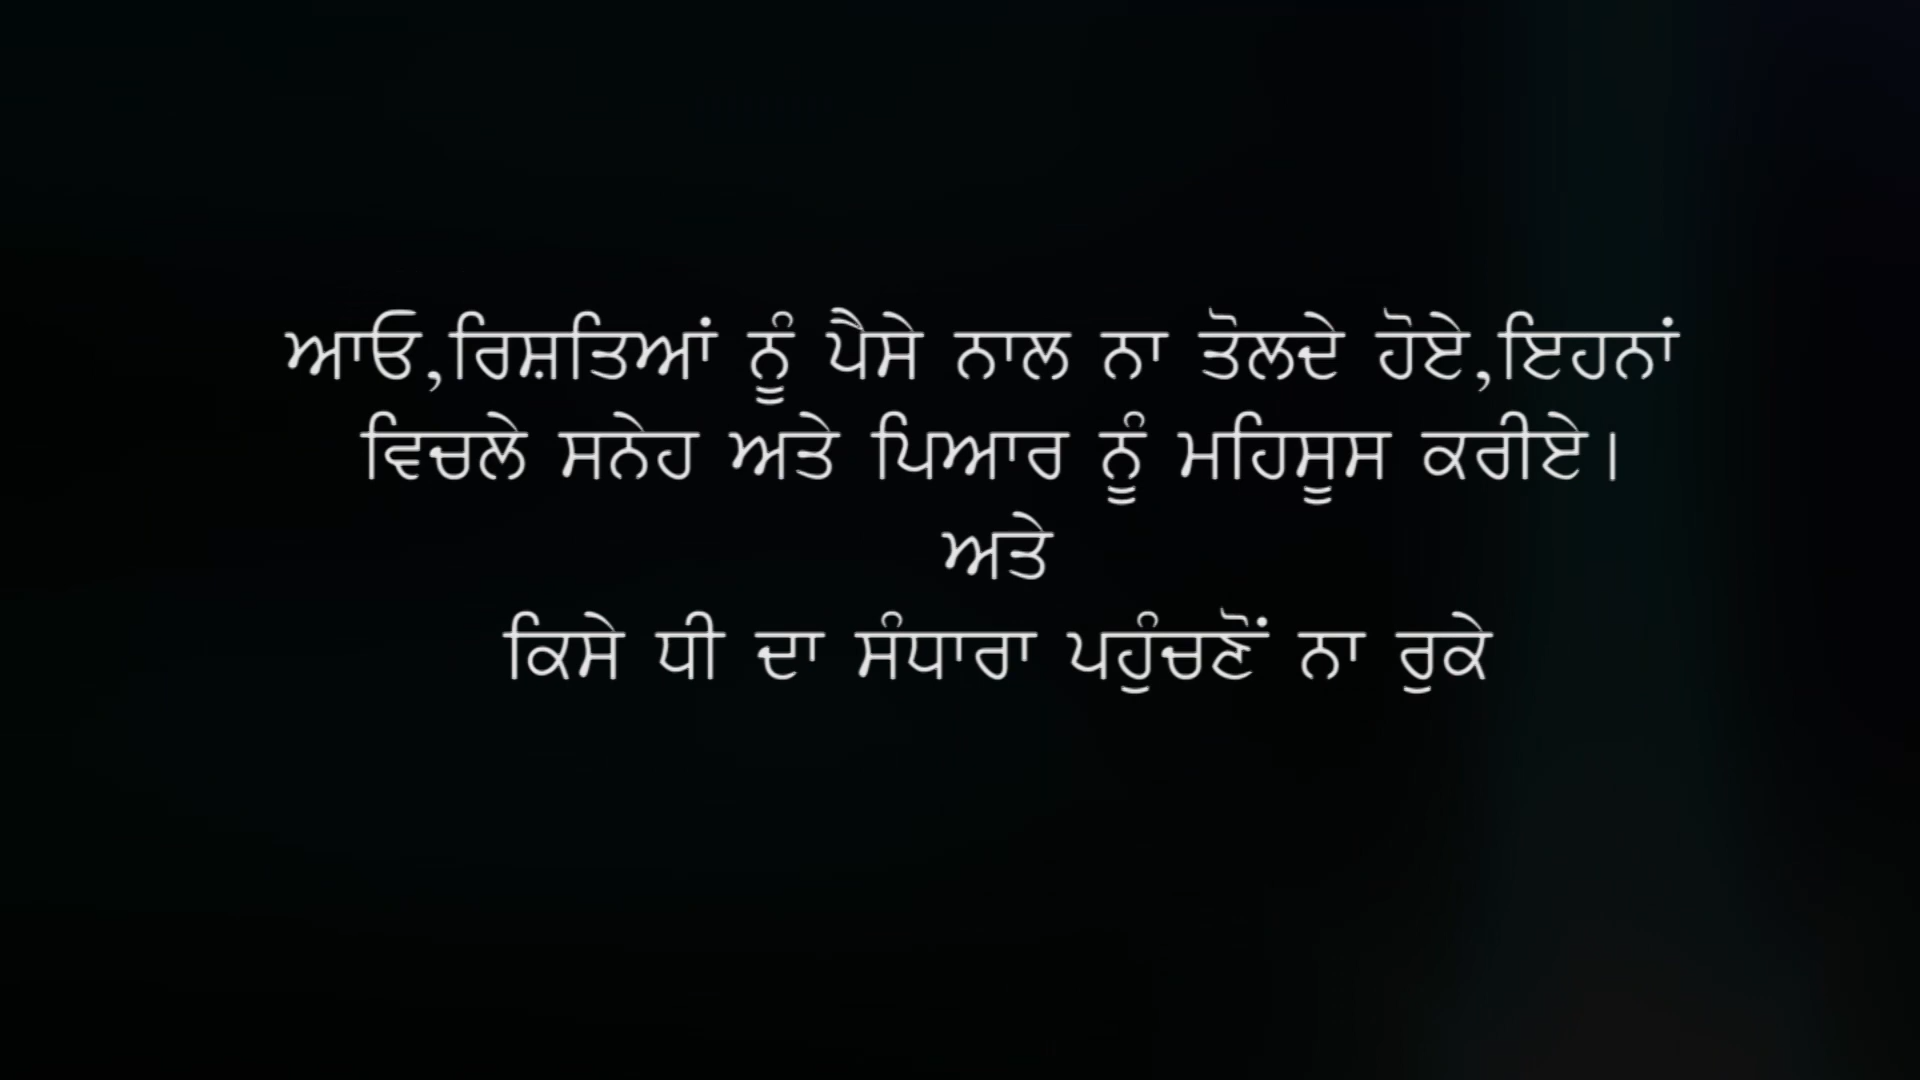 ਆਓ,ਰਿਸ਼ਤਿਆਂ ਨੂੰ ਪੈਸੇ ਨਾਲ ਨਾ ਤੋਲਦੇ ਹੋਏ,ਇਹਨਾਂ
ਵਿਚਲੇ ਸਨੇਹ ਅਤੇ ਪਿਆਰ ਨੂੰ ਮਹਿਸੂਸ ਕਰੀਏ।
ਅਤੇ
ਕਿਸੇ ਧੀ ਦਾ ਸੰਧਾਰਾ ਪਹੁੰਚਣੋਂ ਨਾ ਰੁਕੇ